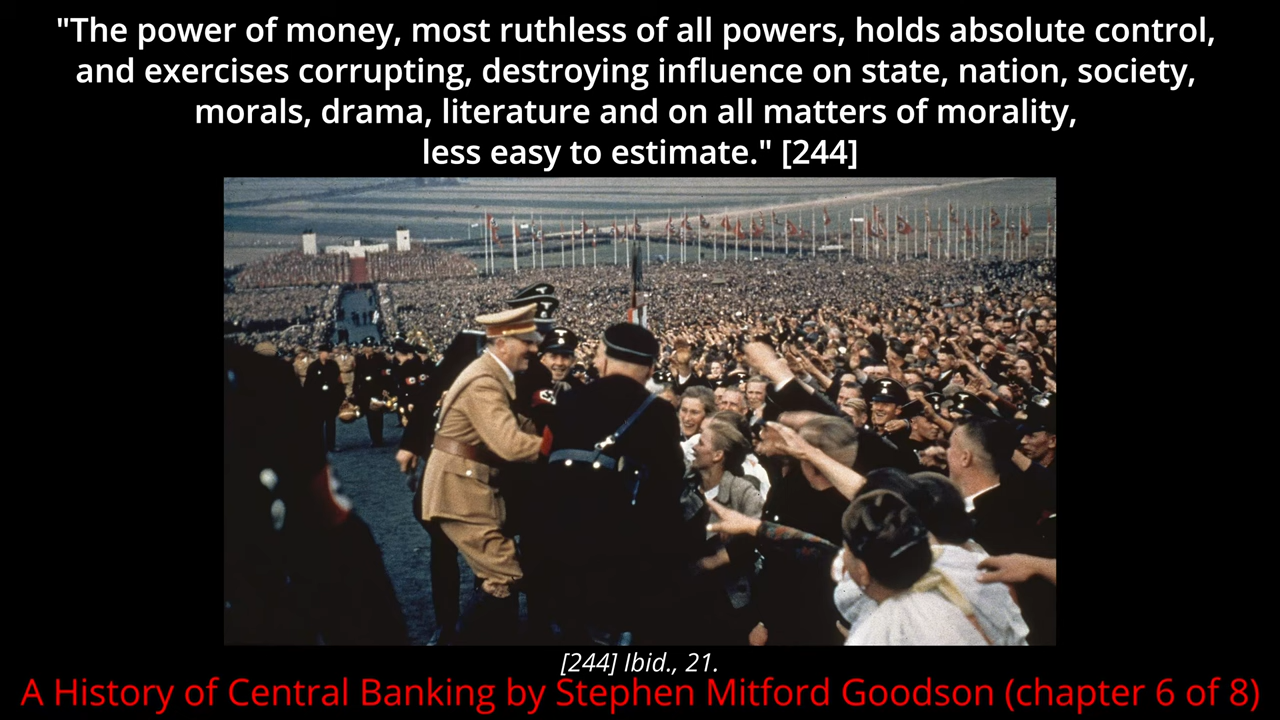 "The power of money, most ruthless of all powers, holds absolute control,
and exercises corrupting, destroying influence on state, nation, society,
morals, drama, literature and on all matters of morality,
less easy to estimate." [244]
[244] Ibid., 21.
A History of Central Banking by Stephen Mitford Goodson (chapter 6 of 8)